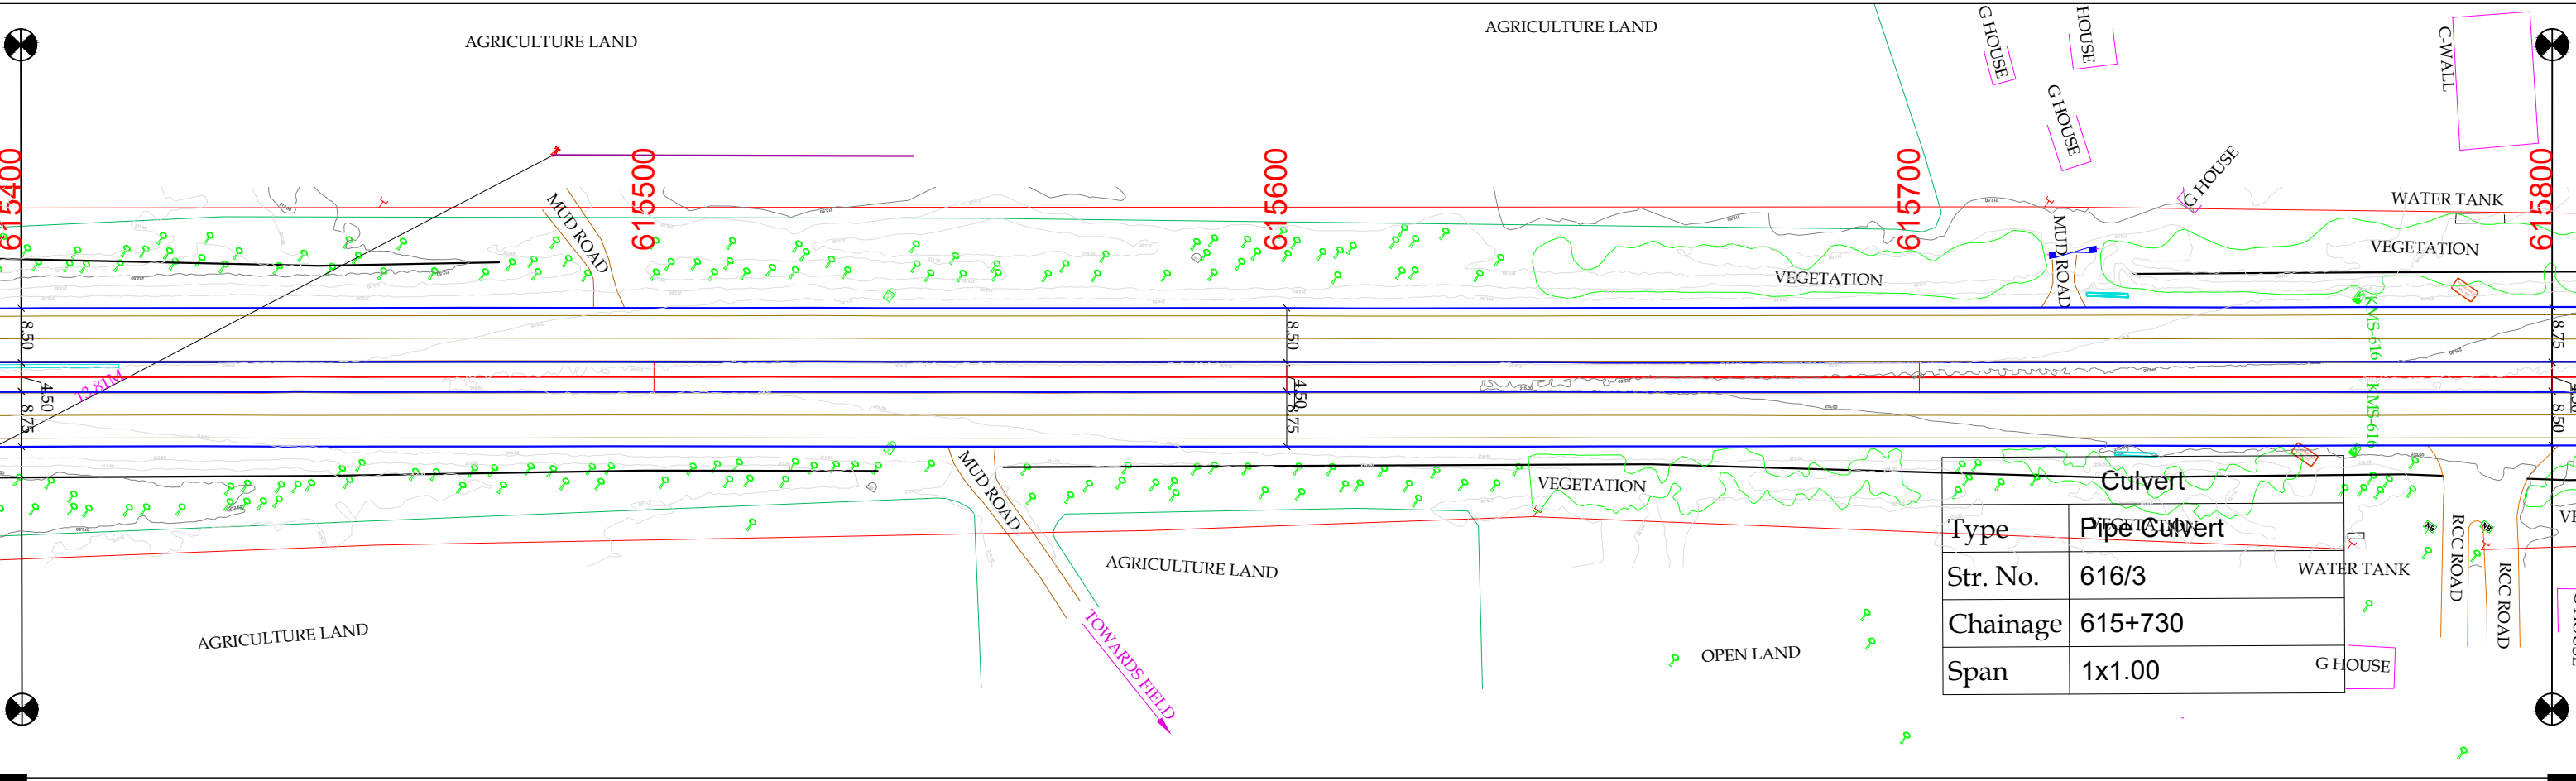 AGRICULTURE LAND
AGRICULTURE LAND
G HOUSE
HOUSE
C-WALL
G HOUSE
G HOUSE
615400
615500
615600
615700
615800
MUD ROAD
MUD ROAD
WATER TANK
VEGETATION
VEGETATION
KMS-616
8.50
8.50
8.75
13.81M
4.50
4.50
KMS-616
8.75
8.75
8.50
MUD ROAD
VEGETATION
Culvert
VEGETATION
Type Pipe Culvert
Str. No. 616/3
Chainage 615+730
Span 1x1.00
RCC ROAD
RCC ROAD
WATER TANK
AGRICULTURE LAND
AGRICULTURE LAND
TOWARDS FIELD
OPEN LAND
G HOUSE